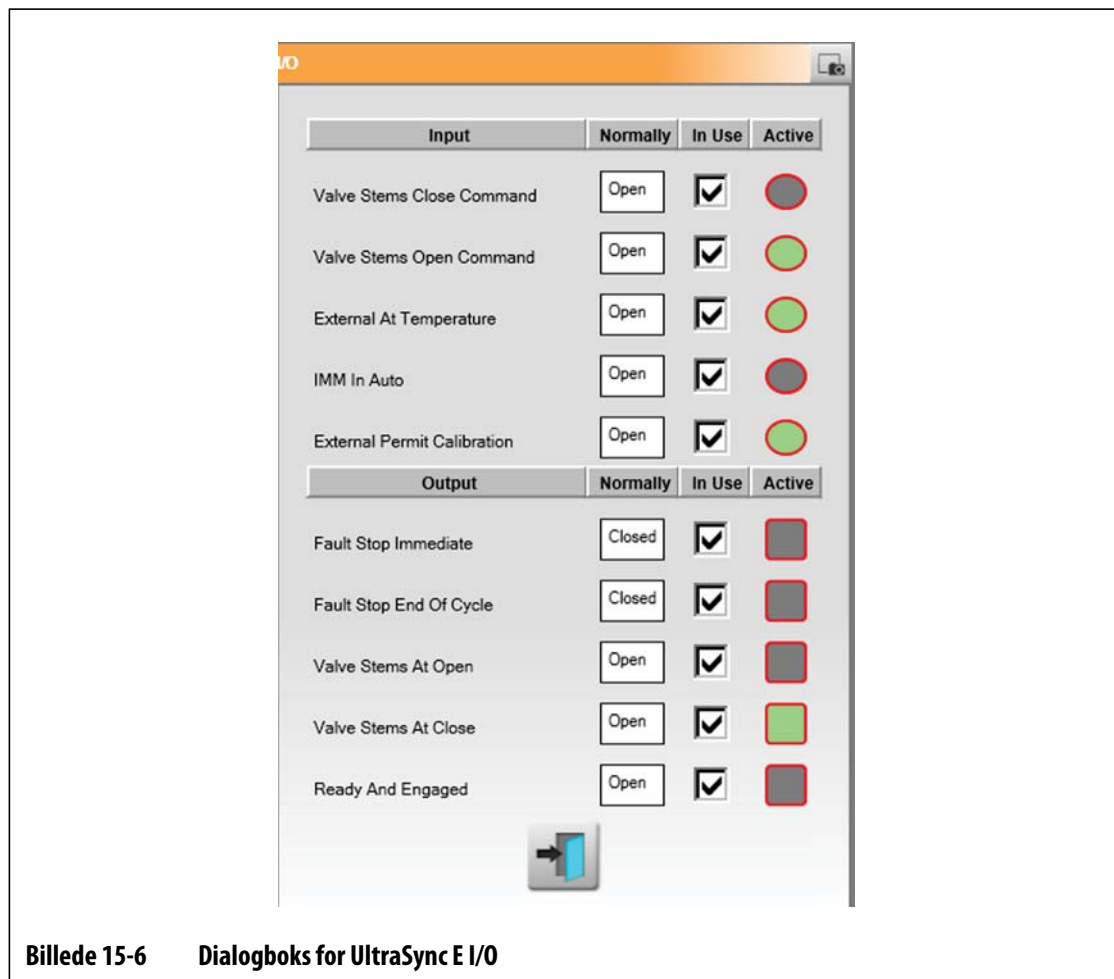 I/O
Input Normally In Use Active
Valve Stems Close Command Open
Valve Stems Open Command Open
External At Temperature Open
IMM In Auto Open
External Permit Calibration Open
Output Normally In Use Active
Fault Stop Immediate Closed
Fault Stop End Of Cycle Closed
Valve Stems At Open Open
Valve Stems At Close Open
Ready And Engaged Open
Billede 15-6 Dialogboks for UltraSync E I/O